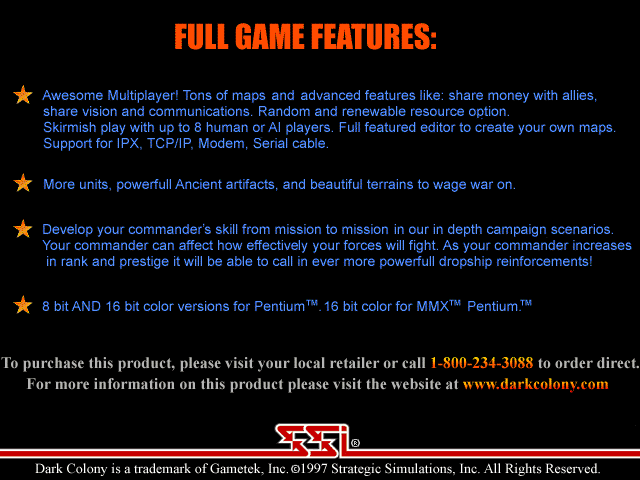 FULL GAME FEATURES:
Awesome Multiplayer! Tons of maps and advanced features like: share money with allies,
share vision and communications. Random and renewable resource option.
Skirmish play with up to 8 human or AI players. Full featured editor to create your own maps.
Support for IPX, TCP/IP, Modem, Serial cable.
More units, powerfull Ancient artifacts, and beautiful terrains to wage war on.
Develop your commander's skill from mission to mission in our in depth campaign scenarios.
Your commander can affect how effectively your forces will fight. As your commander increases
in rank and prestige it will be able to call in ever more powerfull dropship reinforcements!
8 bit AND 16 bit color versions for Pentium™. 16 bit color for MMX™ Pentium.™
To purchase this product, please visit your local retailer or call 1-800-234-3088 to order direct.
For more information on this product please visit the website at www.darkcolony.com
SSI®
Dark Colony is a trademark of Gametek, Inc. ©1997 Strategic Simulations, Inc. All Rights Reserved.